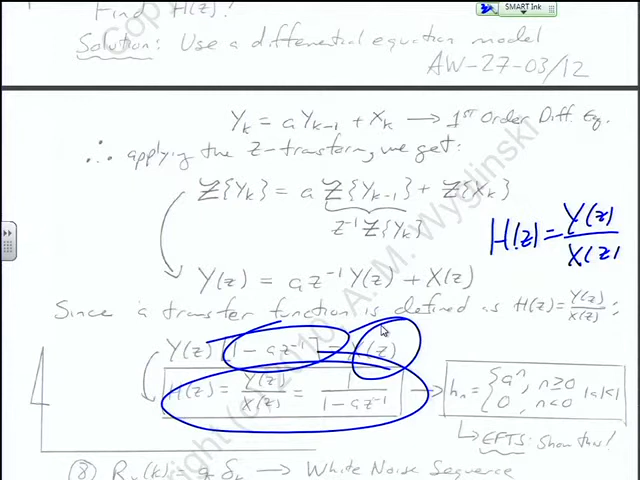 SMART Ink
Find H(z)?
Solution: Use a differential equation model
AW-27-03/12
Yk = a Yk-1 + Xk → 1ST Order Diff. Eq.
∴ applying the Z-transform, we get:
Z{Yk} = a Z{Yk-1} + Z{Xk}
z⁻¹ Z{Yk}
H(z) = Y(z)/X(z)
Y(z) = a z⁻¹ Y(z) + X(z)
Since a transfer function is defined as H(z) = Y(z)/X(z):
Y(z) [1 - az⁻¹] = X(z)
H(z) = Y(z)/X(z) = 1/(1 - az⁻¹) → hn = { aⁿ, n≥0
0, n<0 |a|<1
↳ EFTS: Show this!
⑧ Rx(k) = q δk → White Noise Sequence